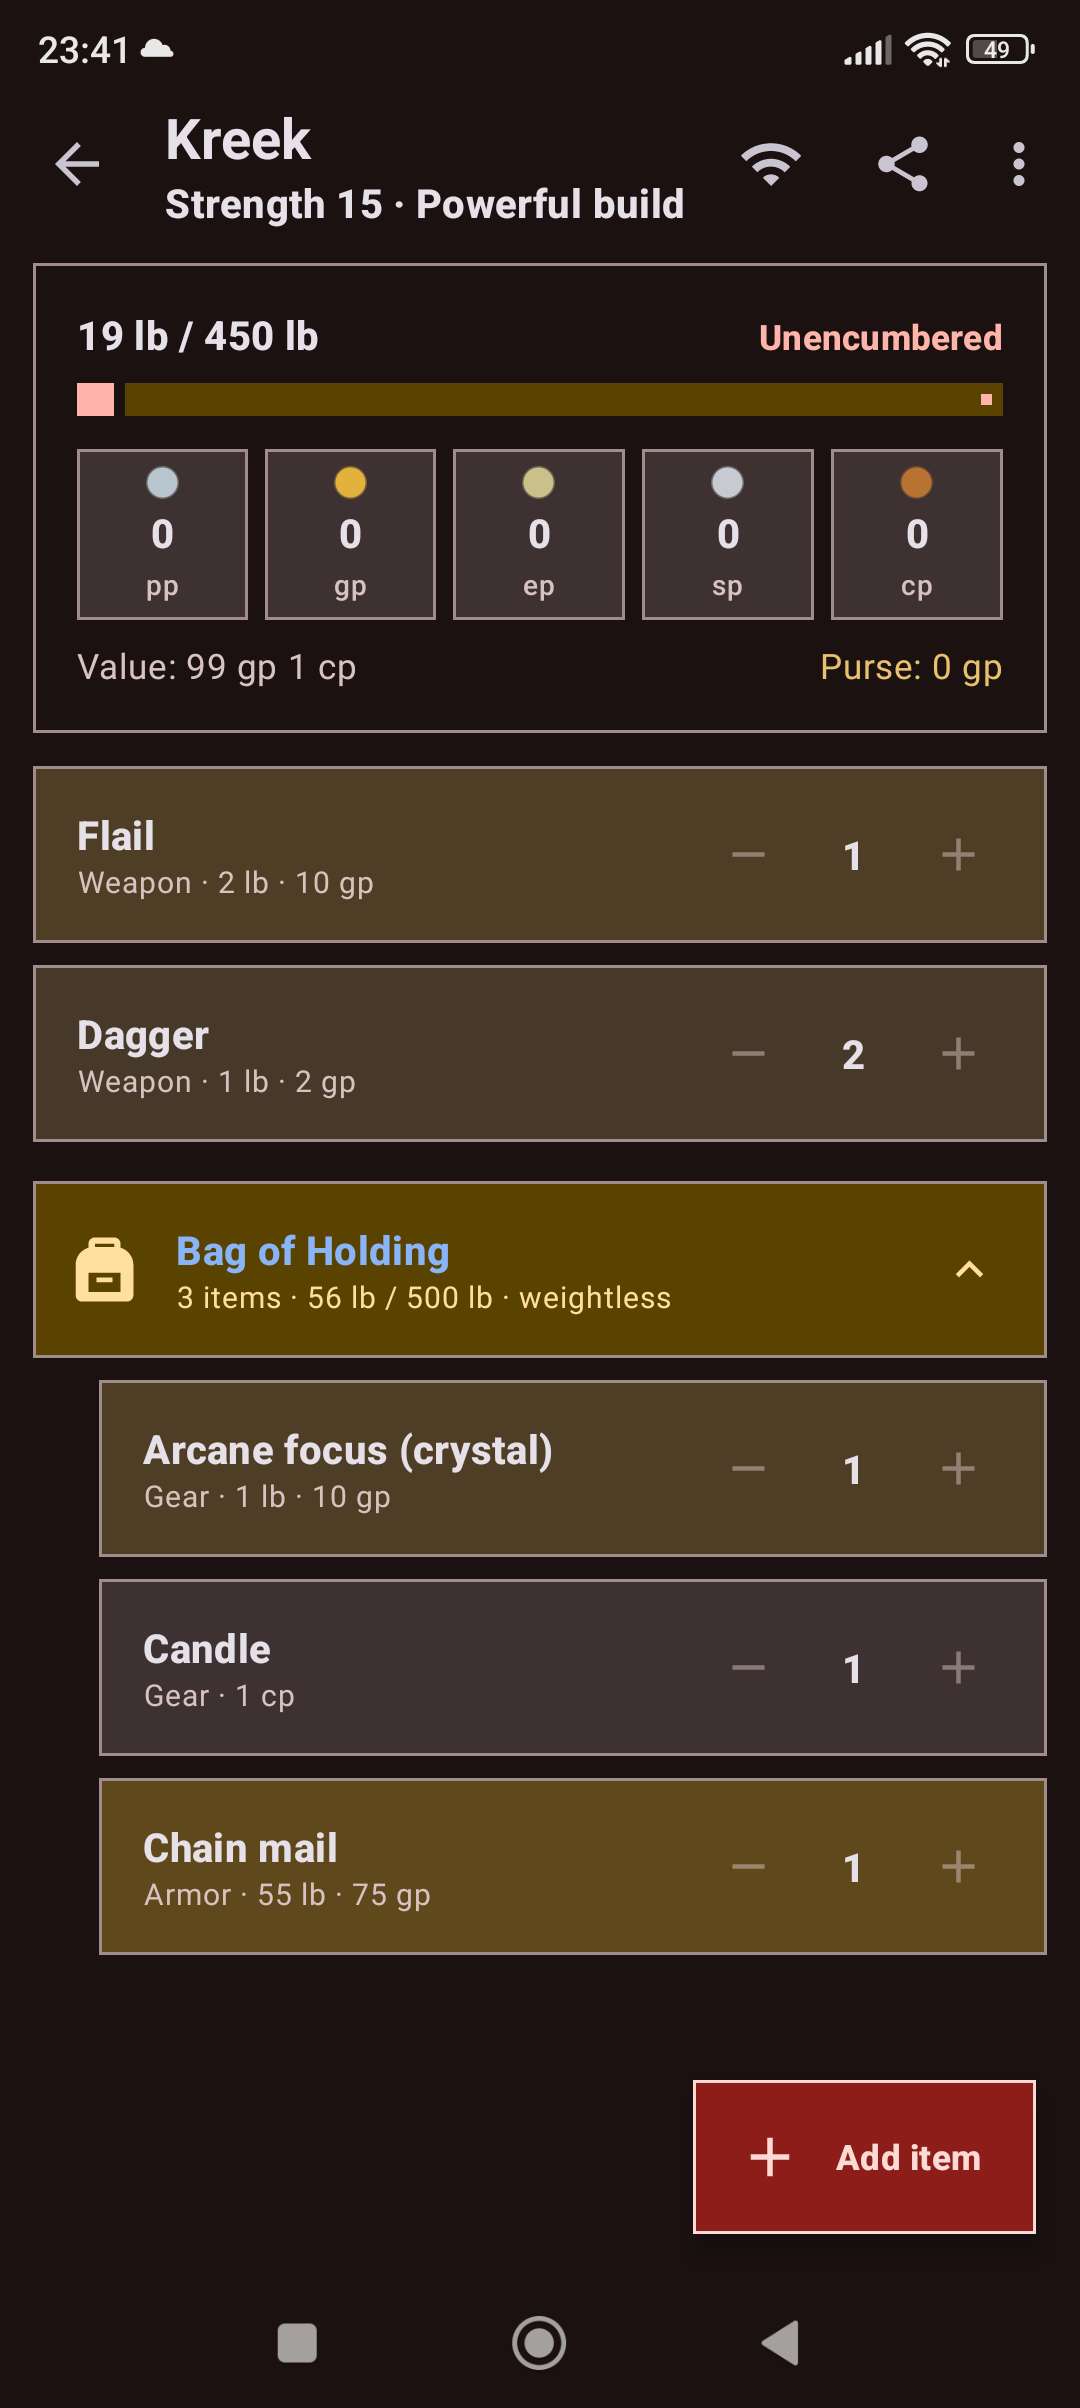 23:41
49
Kreek
Strength 15 · Powerful build
19 lb / 450 lb
Unencumbered
0
pp
0
gp
0
ep
0
sp
0
cp
Value: 99 gp 1 cp
Purse: 0 gp
Flail
Weapon · 2 lb · 10 gp
1
Dagger
Weapon · 1 lb · 2 gp
2
Bag of Holding
3 items · 56 lb / 500 lb · weightless
Arcane focus (crystal)
Gear · 1 lb · 10 gp
1
Candle
Gear · 1 cp
1
Chain mail
Armor · 55 lb · 75 gp
1
Add item